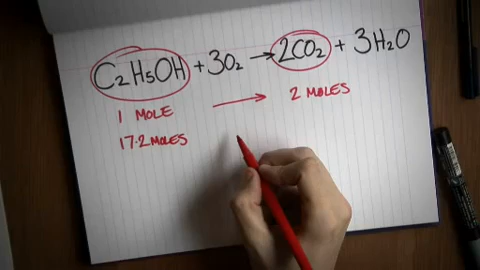 C2H5OH + 3O2 → 2CO2 + 3H2O
1 MOLE → 2 MOLES
17.2 MOLES